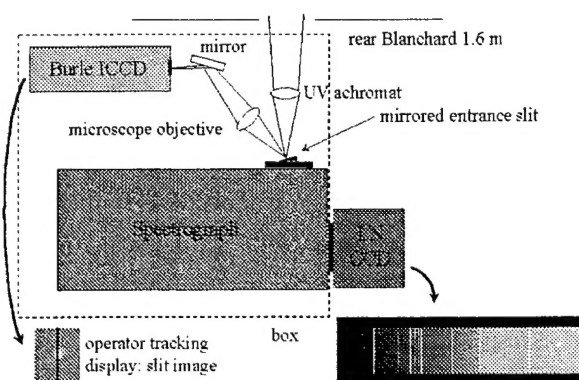 mirror
rear Blanchard 1.6 m
Burle ICCD
UV achromat
mirrored entrance slit
microscope objective
Spectrograph
LN
CCD
box
operator tracking
display: slit image